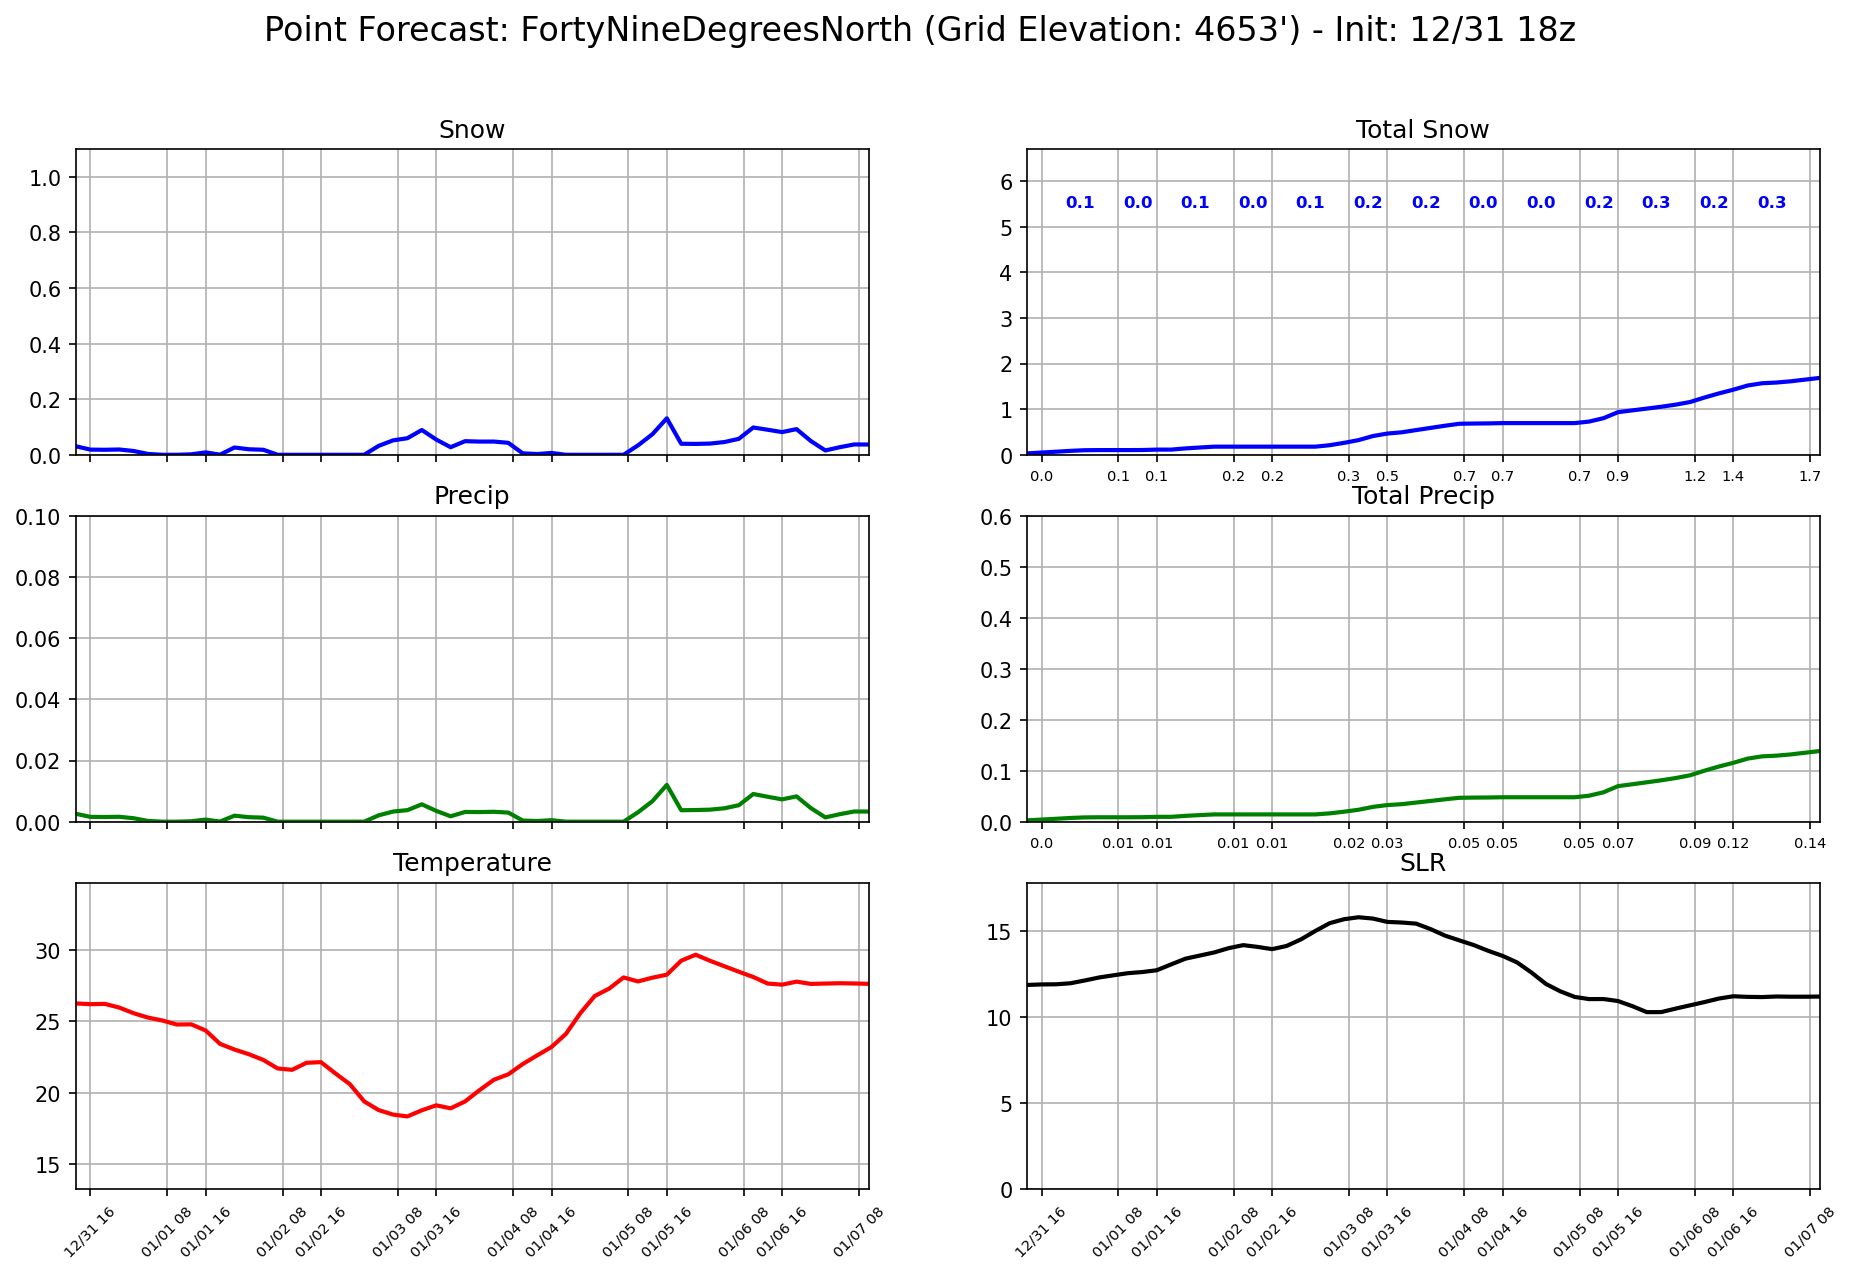 Point Forecast: FortyNineDegreesNorth (Grid Elevation: 4653') - Init: 12/31 18z
Snow
1.0
0.8
0.6
0.4
0.2
0.0
Total Snow
6
5
4
3
2
1
0
0.1 0.0 0.1 0.0 0.1 0.2 0.2 0.0 0.0 0.2 0.3 0.2 0.3
0.0 0.1 0.1 0.2 0.2 0.3 0.5 0.7 0.7 0.7 0.9 1.2 1.4 1.7
Precip
0.10
0.08
0.06
0.04
0.02
0.00
Total Precip
0.6
0.5
0.4
0.3
0.2
0.1
0.0
0.0 0.01 0.01 0.01 0.01 0.02 0.03 0.05 0.05 0.05 0.07 0.09 0.12 0.14
Temperature
30
25
20
15
12/31 16 01/01 08 01/01 16 01/02 08 01/02 16 01/03 08 01/03 16 01/04 08 01/04 16 01/05 08 01/05 16 01/06 08 01/06 16 01/07 08
SLR
15
10
5
0
12/31 16 01/01 08 01/01 16 01/02 08 01/02 16 01/03 08 01/03 16 01/04 08 01/04 16 01/05 08 01/05 16 01/06 08 01/06 16 01/07 08